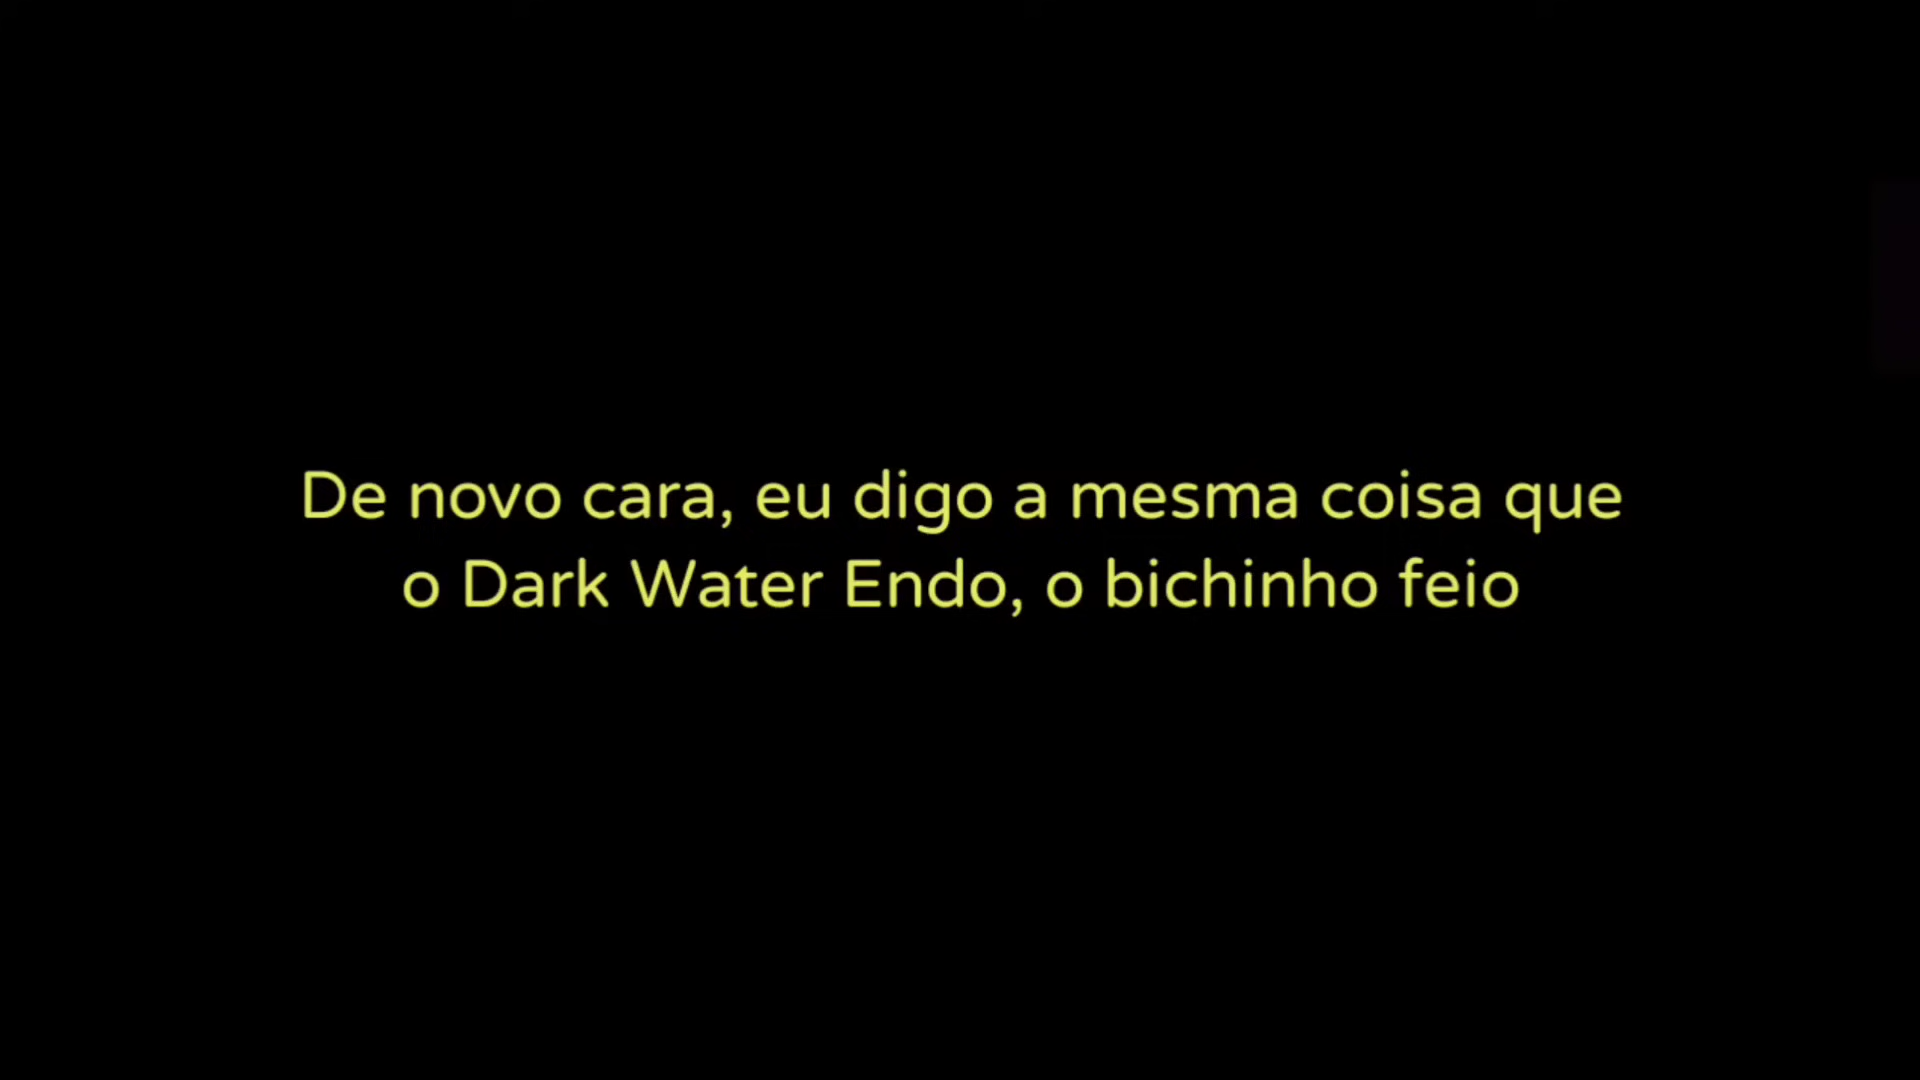 De novo cara, eu digo a mesma coisa que
o Dark Water Endo, o bichinho feio